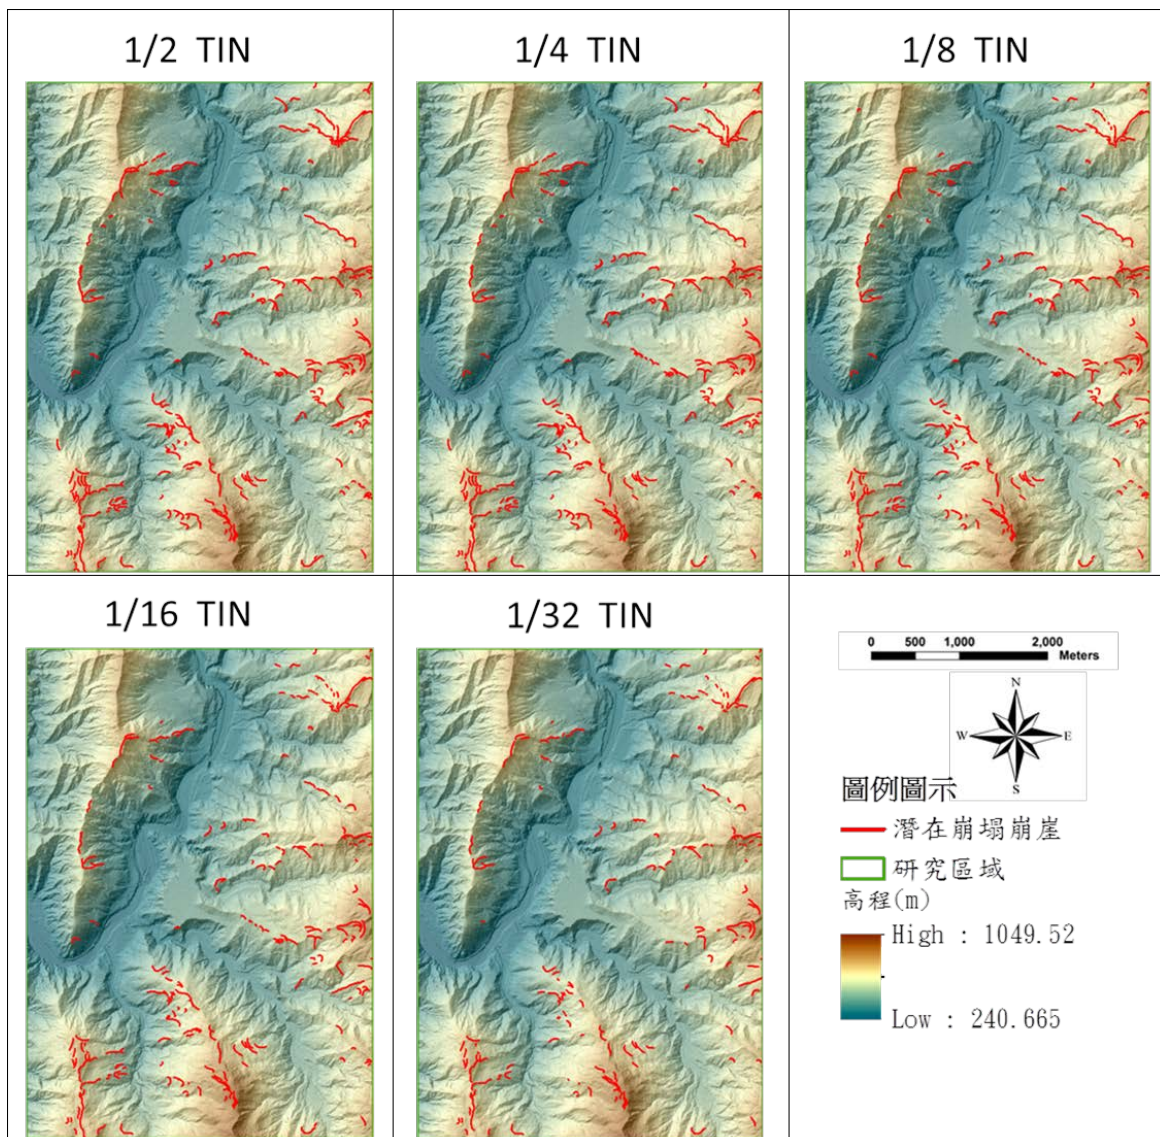 1/2 TIN
1/4 TIN
1/8 TIN
1/16 TIN
1/32 TIN
0 500 1,000 2,000
Meters
N
W E
S
圖例圖示
潛在崩塌崩崖
研究區域
高程(m)
High : 1049.52
Low : 240.665